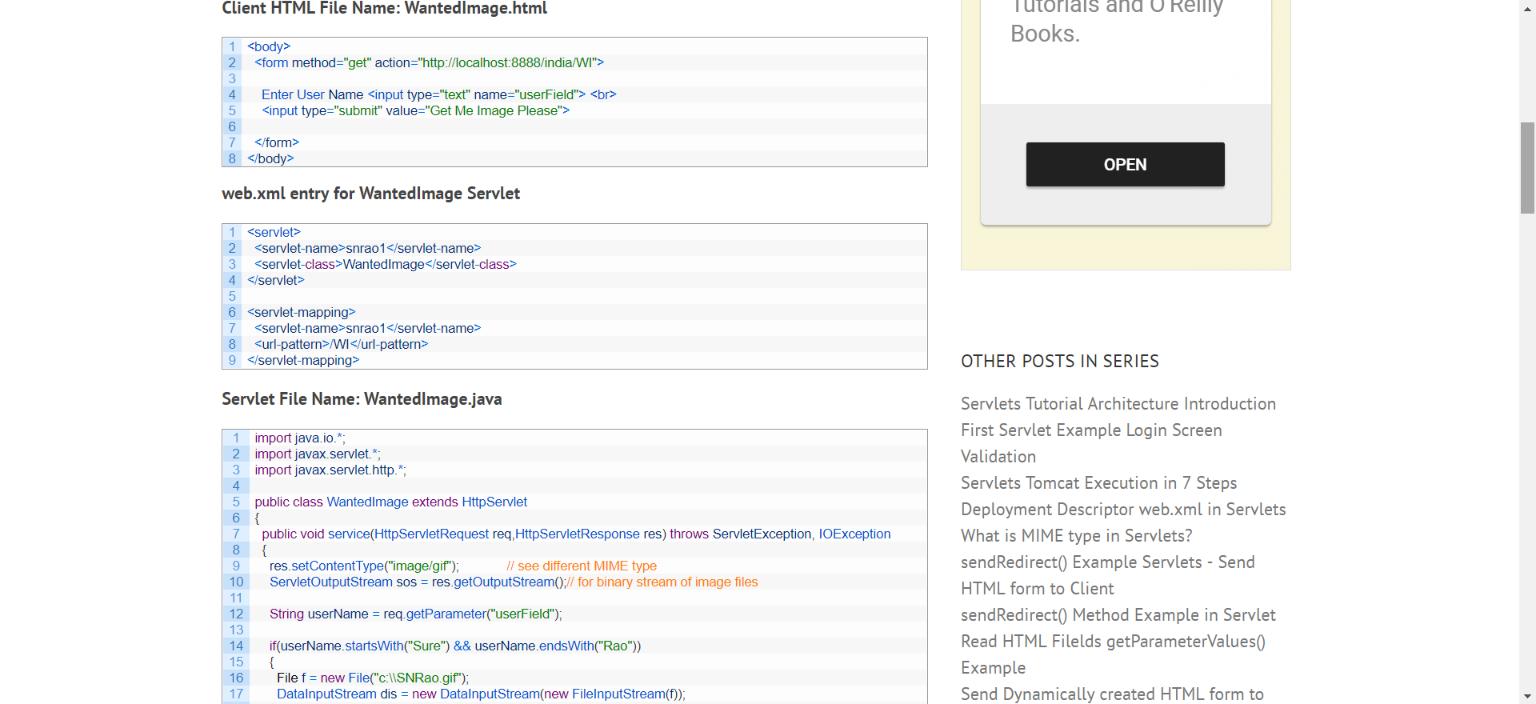 Client HTML File Name: WantedImage.html
1 <body>
2 <form method="get" action="http://localhost:8888/india/WI">
3
4 Enter User Name <input type="text" name="userField"> <br>
5 <input type="submit" value="Get Me Image Please">
6
7 </form>
8 </body>
web.xml entry for WantedImage Servlet
1 <servlet>
2 <servlet-name>snrao1</servlet-name>
3 <servlet-class>WantedImage</servlet-class>
4 </servlet>
5
6 <servlet-mapping>
7 <servlet-name>snrao1</servlet-name>
8 <url-pattern>/WI</url-pattern>
9 </servlet-mapping>
Servlet File Name: WantedImage.java
1 import java.io.*;
2 import javax.servlet.*;
3 import javax.servlet.http.*;
4
5 public class WantedImage extends HttpServlet
6 {
7 public void service(HttpServletRequest req,HttpServletResponse res) throws ServletException, IOException
8 {
9 res.setContentType("image/gif"); // see different MIME type
10 ServletOutputStream sos = res.getOutputStream();// for binary stream of image files
11
12 String userName = req.getParameter("userField");
13
14 if(userName.startsWith("Sure") && userName.endsWith("Rao"))
15 {
16 File f = new File("c:\\SNRao.gif");
17 DataInputStream dis = new DataInputStream(new FileInputStream(f));
Tutorials and O'Reilly
Books.
OPEN
OTHER POSTS IN SERIES
Servlets Tutorial Architecture Introduction
First Servlet Example Login Screen
Validation
Servlets Tomcat Execution in 7 Steps
Deployment Descriptor web.xml in Servlets
What is MIME type in Servlets?
sendRedirect() Example Servlets - Send
HTML form to Client
sendRedirect() Method Example in Servlet
Read HTML Filelds getParameterValues()
Example
Send Dynamically created HTML form to